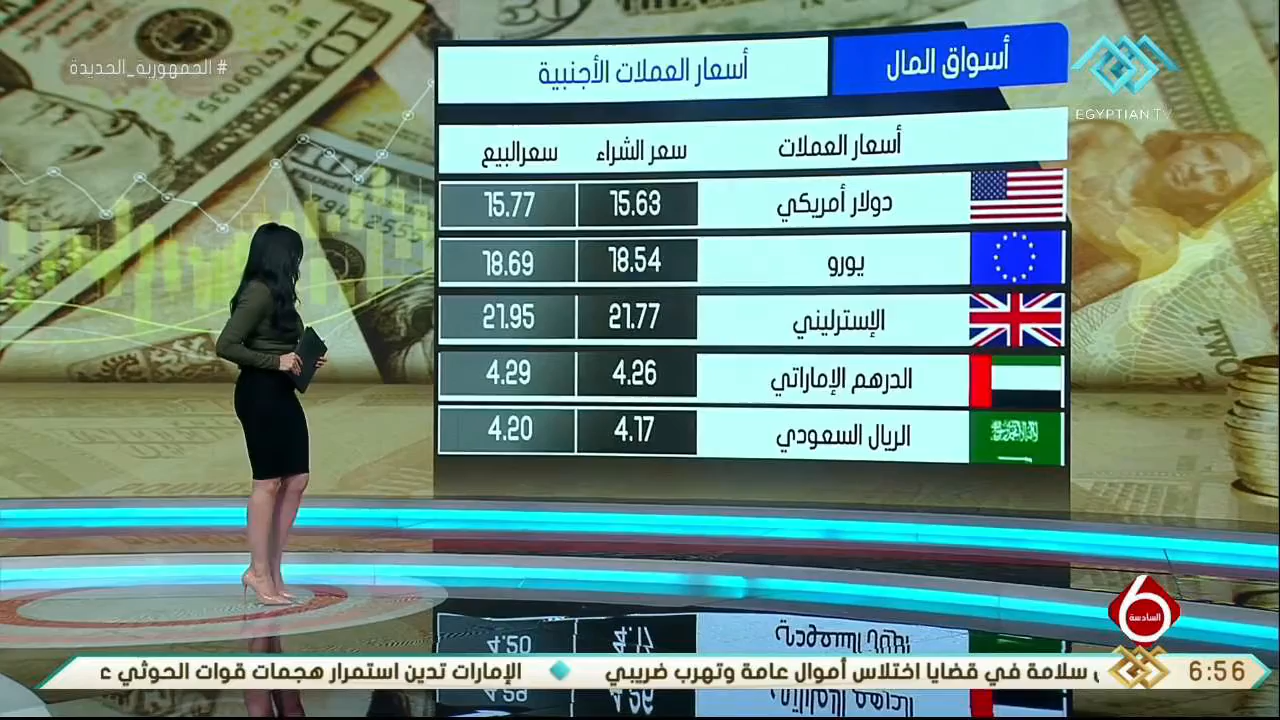 #الجمهورية_الجديدة
أسواق المال
أسعار العملات الأجنبية
EGYPTIAN TV
أسعار العملات سعر الشراء سعر البيع
دولار أمريكي 15.63 15.77
يورو 18.54 18.69
الإسترليني 21.77 21.95
الدرهم الإماراتي 4.26 4.29
الريال السعودي 4.17 4.20
6
السادسة
6:56
سلامة في قضايا اختلاس أموال عامة وتهرب ضريبي
الإمارات تدين استمرار هجمات قوات الحوثي